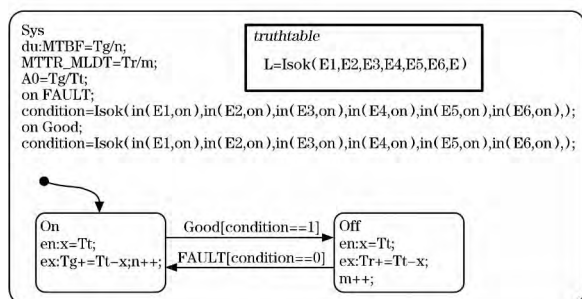 Sys
du:MTBF=Tg/n;
MTTR_MLDT=Tr/m;
A0=Tg/Tt;
on FAULT;
condition=Isok(in(E1,on),in(E2,on),in(E3,on),in(E4,on),in(E5,on),in(E6,on),);
on Good;
condition=Isok(in(E1,on),in(E2,on),in(E3,on),in(E4,on),in(E5,on),in(E6,on),);
truthtable
L=Isok(E1,E2,E3,E4,E5,E6,E)
On
en:x=Tt;
ex:Tg+=Tt-x;n++;
Good[condition==1]
FAULT[condition==0]
Off
en:x=Tt;
ex:Tr+=Tt-x;
m++;